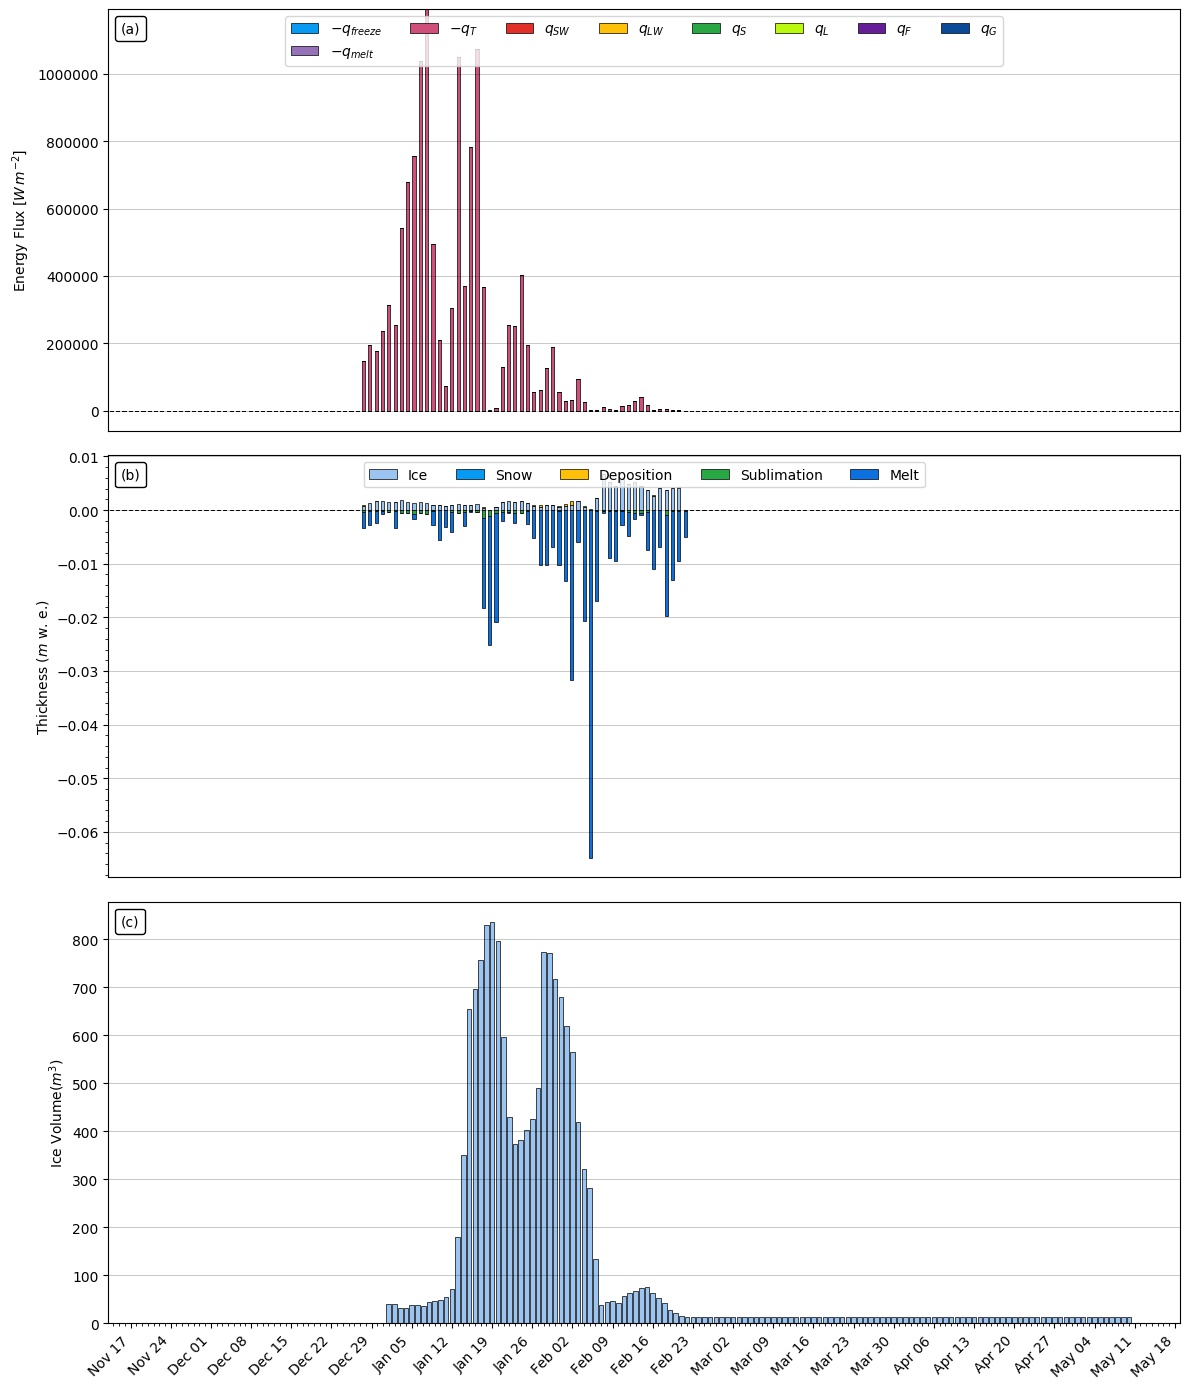 (a)
−q_freeze −q_T q_SW q_LW q_S q_L q_F q_G
−q_melt
1000000
800000
600000
400000
200000
0
Energy Flux [W m⁻²]
(b)
Ice Snow Deposition Sublimation Melt
0.01
0.00
−0.01
−0.02
−0.03
−0.04
−0.05
−0.06
Thickness (m w. e.)
(c)
800
700
600
500
400
300
200
100
0
Ice Volume(m³)
Nov 17 Nov 24 Dec 01 Dec 08 Dec 15 Dec 22 Dec 29 Jan 05 Jan 12 Jan 19 Jan 26 Feb 02 Feb 09 Feb 16 Feb 23 Mar 02 Mar 09 Mar 16 Mar 23 Mar 30 Apr 06 Apr 13 Apr 20 Apr 27 May 04 May 11 May 18